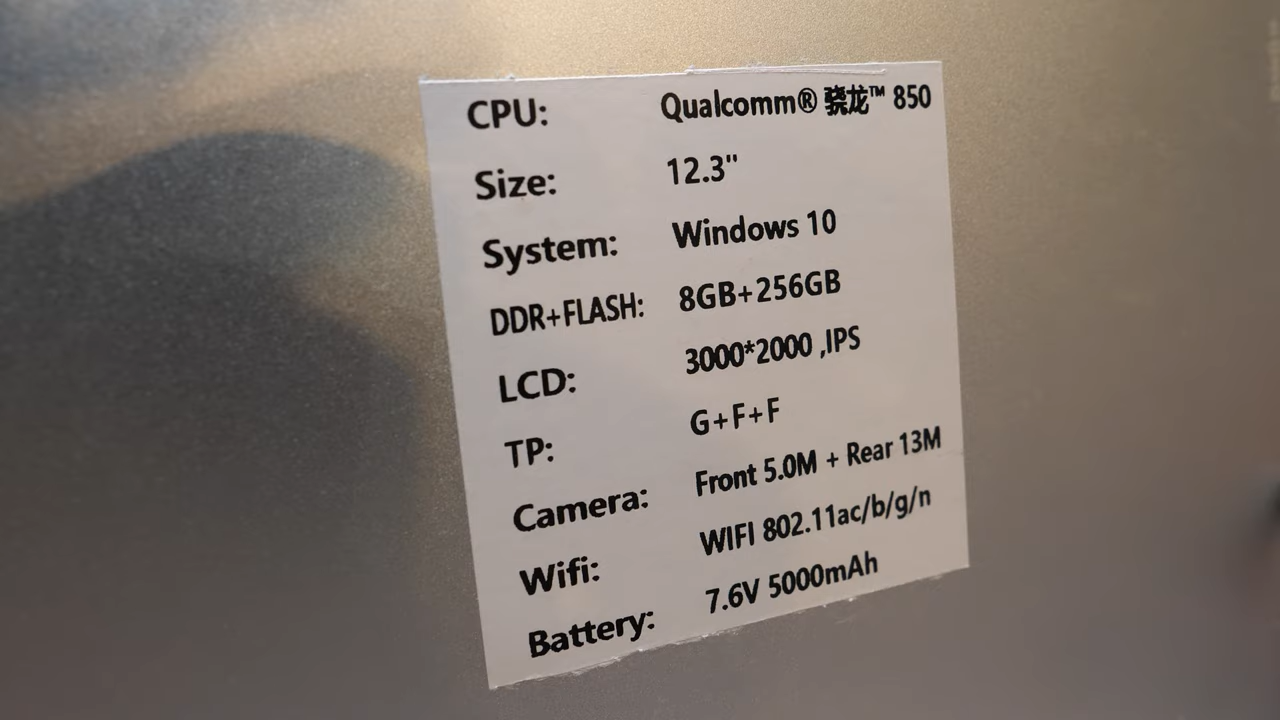 CPU: Qualcomm® 骁龙™ 850
Size: 12.3"
System: Windows 10
DDR+FLASH: 8GB+256GB
LCD: 3000*2000 ,IPS
TP: G+F+F
Camera: Front 5.0M + Rear 13M
Wifi: WIFI 802.11ac/b/g/n
Battery: 7.6V 5000mAh